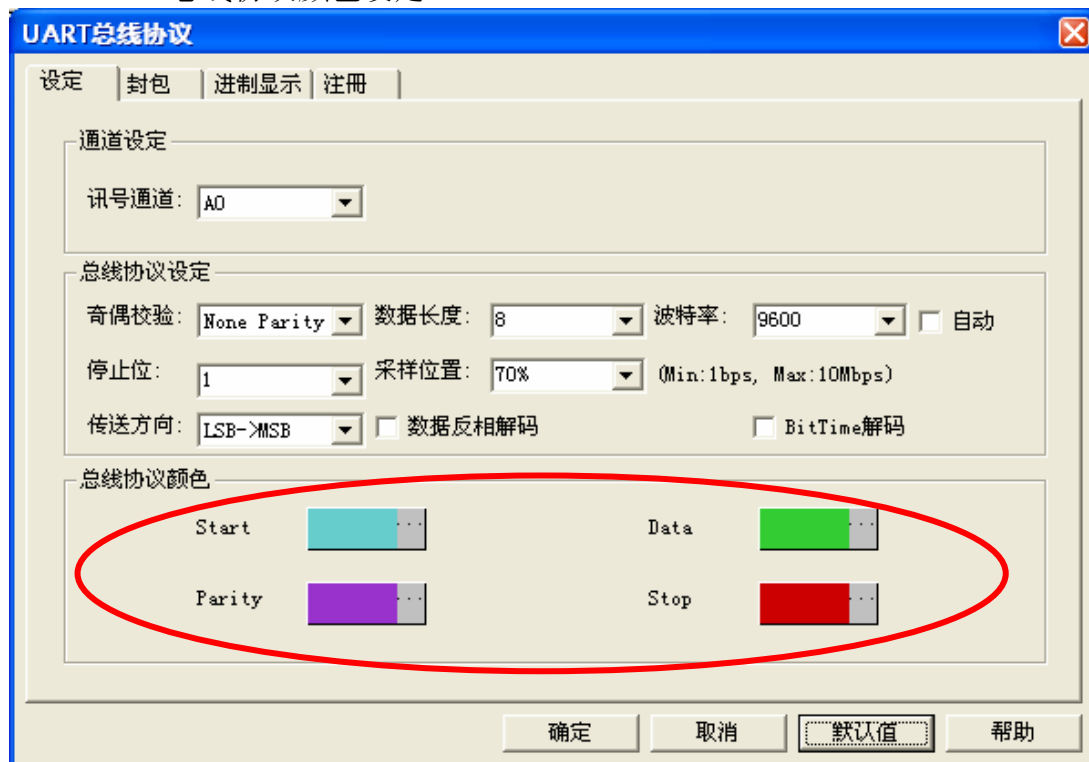 UART总线协议
设定 封包 进制显示 注册
通道设定
讯号通道: A0
总线协议设定
奇偶校验: None Parity 数据长度: 8 波特率: 9600 自动
停止位: 1 采样位置: 70% (Min:1bps, Max:10Mbps)
传送方向: LSB->MSB 数据反相解码 BitTime解码
总线协议颜色
Start ... Data ...
Parity ... Stop ...
确定 取消 默认值 帮助